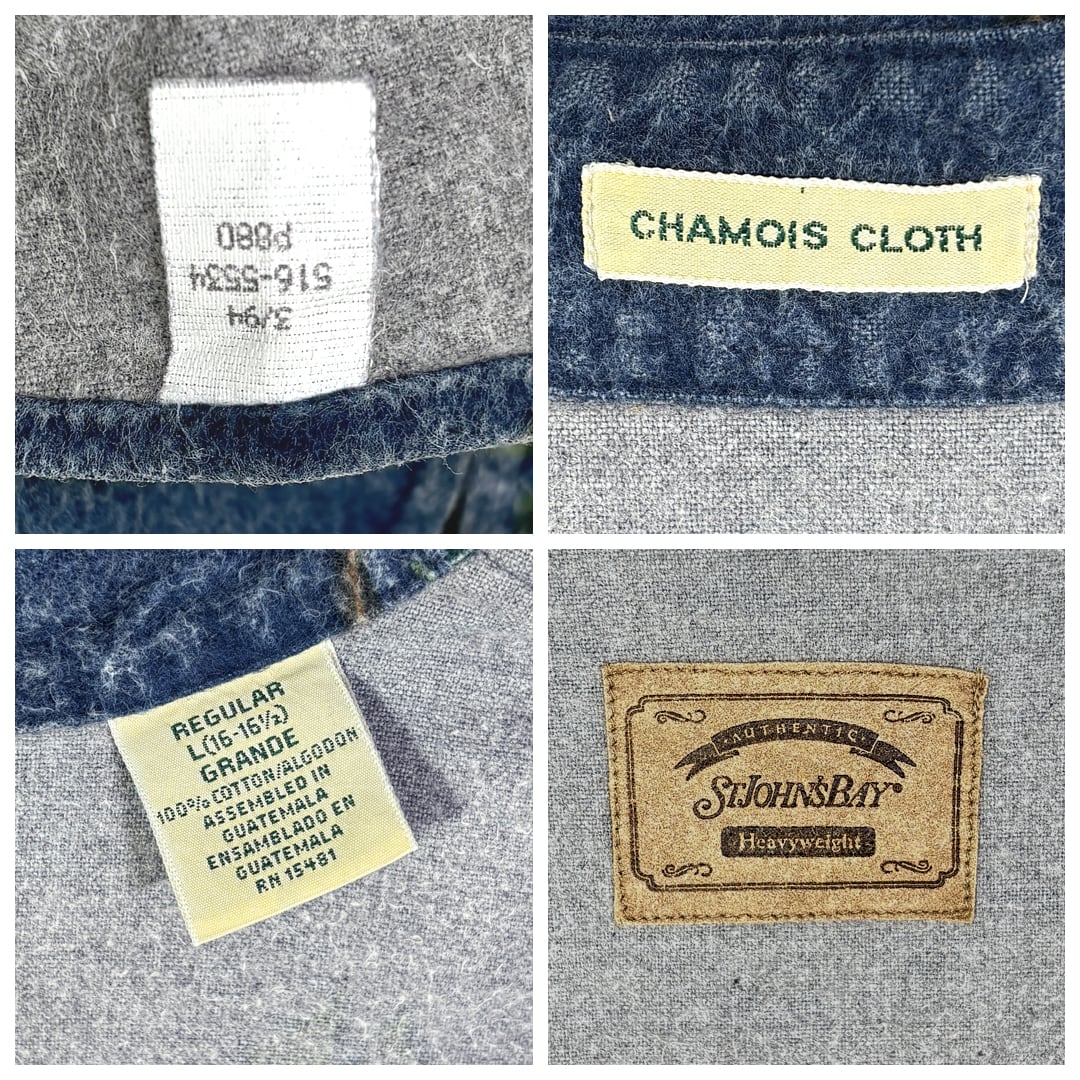 3/94
516-5534
P880
CHAMOIS CLOTH
REGULAR
L(16-16½)
GRANDE
100% COTTON/ALGODON
ASSEMBLED IN
GUATEMALA
ENSAMBLADO EN
GUATEMALA
RN 15481
·AUTHENTIC·
ST.JOHN'S BAY®
Heavyweight